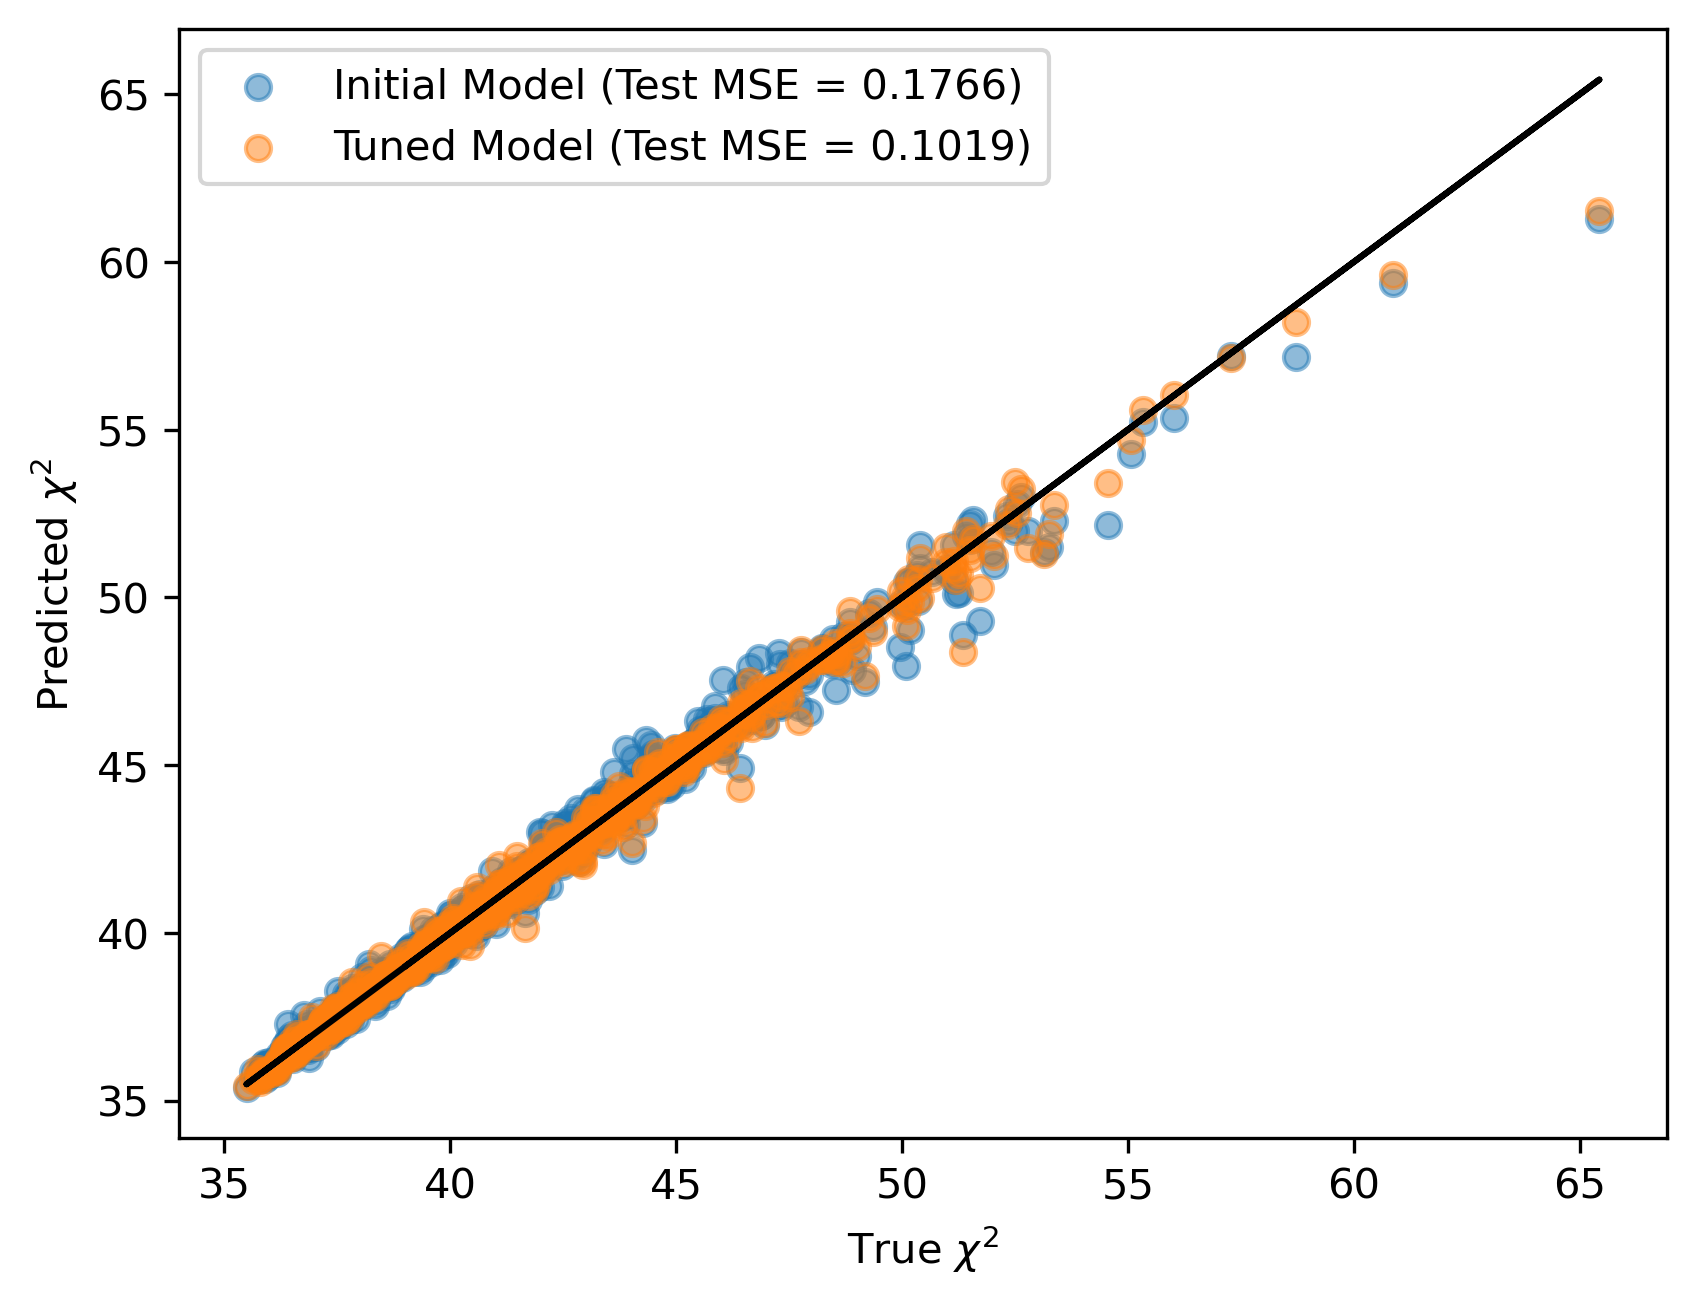 Initial Model (Test MSE = 0.1766)
Tuned Model (Test MSE = 0.1019)
65
60
55
50
45
40
35
Predicted χ²
35 40 45 50 55 60 65
True χ²